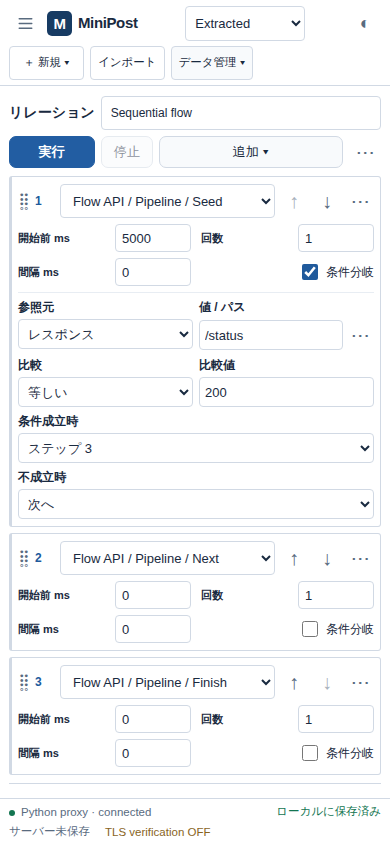 M MiniPost Extracted
＋ 新規 ▾ インポート データ管理 ▾
リレーション Sequential flow
実行 停止 追加 ▾ ···
1 Flow API / Pipeline / Seed ↑ ↓ ···
開始前 ms 5000 回数 1
間隔 ms 0 条件分岐
参照元 値 / パス
レスポンス /status ···
比較 比較値
等しい 200
条件成立時
ステップ 3
不成立時
次へ
2 Flow API / Pipeline / Next ↑ ↓ ···
開始前 ms 0 回数 1
間隔 ms 0 条件分岐
3 Flow API / Pipeline / Finish ↑ ↓ ···
開始前 ms 0 回数 1
間隔 ms 0 条件分岐
Python proxy · connected ローカルに保存済み
サーバー未保存 TLS verification OFF